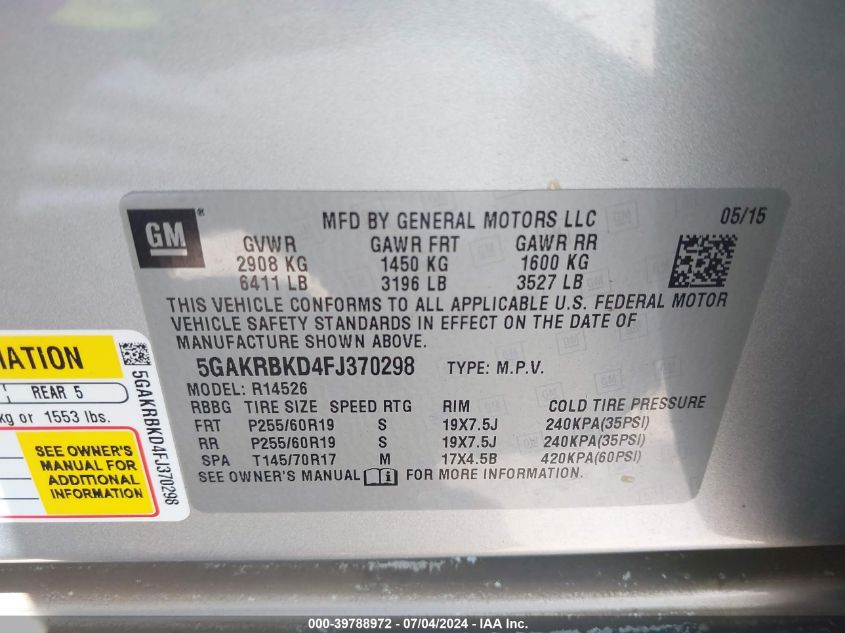 GM®
MFD BY GENERAL MOTORS LLC 05/15
GVWR GAWR FRT GAWR RR
2908 KG 1450 KG 1600 KG
6411 LB 3196 LB 3527 LB
THIS VEHICLE CONFORMS TO ALL APPLICABLE U.S. FEDERAL MOTOR
VEHICLE SAFETY STANDARDS IN EFFECT ON THE DATE OF
MANUFACTURE SHOWN ABOVE.
5GAKRBKD4FJ370298 TYPE: M.P.V.
MODEL: R14526
RBBG TIRE SIZE SPEED RTG RIM COLD TIRE PRESSURE
FRT P255/60R19 S 19X7.5J 240KPA(35PSI)
RR P255/60R19 S 19X7.5J 240KPA(35PSI)
SPA T145/70R17 M 17X4.5B 420KPA(60PSI)
SEE OWNER'S MANUAL FOR MORE INFORMATION.
MATION
REAR 5
kg or 1553 lbs.
SEE OWNER'S
MANUAL FOR
ADDITIONAL
INFORMATION
5GAKRBKD4FJ370298
000-39788972 - 07/04/2024 - IAA Inc.